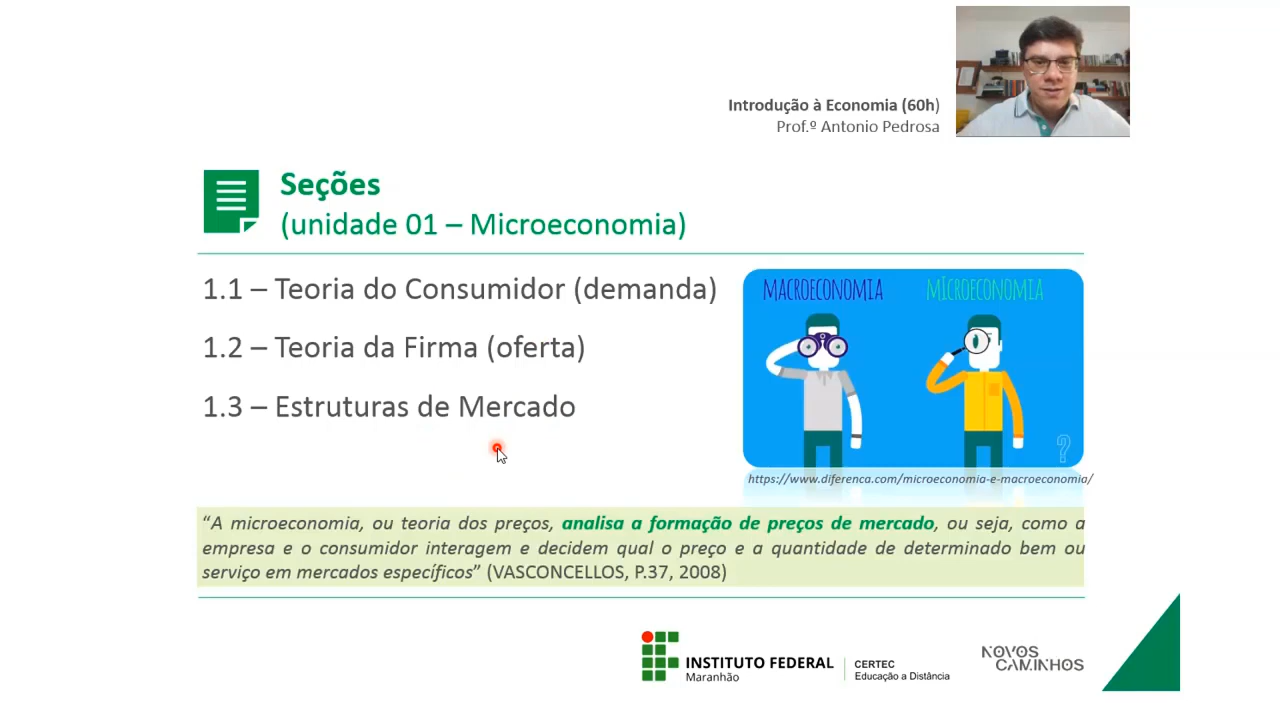 Introdução à Economia (60h)
Prof.º Antonio Pedrosa
Seções
(unidade 01 – Microeconomia)
1.1 – Teoria do Consumidor (demanda)
1.2 – Teoria da Firma (oferta)
1.3 – Estruturas de Mercado
MACROECONOMIA
MICROECONOMIA
?
https://www.diferenca.com/microeconomia-e-macroeconomia/
“A microeconomia, ou teoria dos preços, analisa a formação de preços de mercado, ou seja, como a
empresa e o consumidor interagem e decidem qual o preço e a quantidade de determinado bem ou
serviço em mercados específicos” (VASCONCELLOS, P.37, 2008)
INSTITUTO FEDERAL
Maranhão
CERTEC
Educação a Distância
NOVOS
CAMINHOS